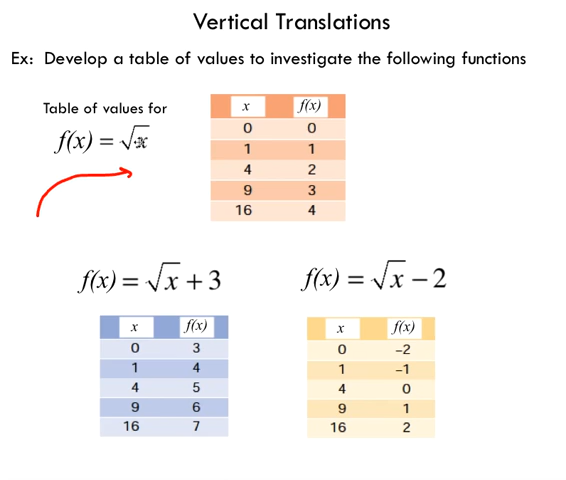 Vertical Translations
Ex: Develop a table of values to investigate the following functions
Table of values for
f(x) = √x
x f(x)
0 0
1 1
4 2
9 3
16 4
f(x) = √x + 3
x f(x)
0 3
1 4
4 5
9 6
16 7
f(x) = √x − 2
x f(x)
0 −2
1 −1
4 0
9 1
16 2